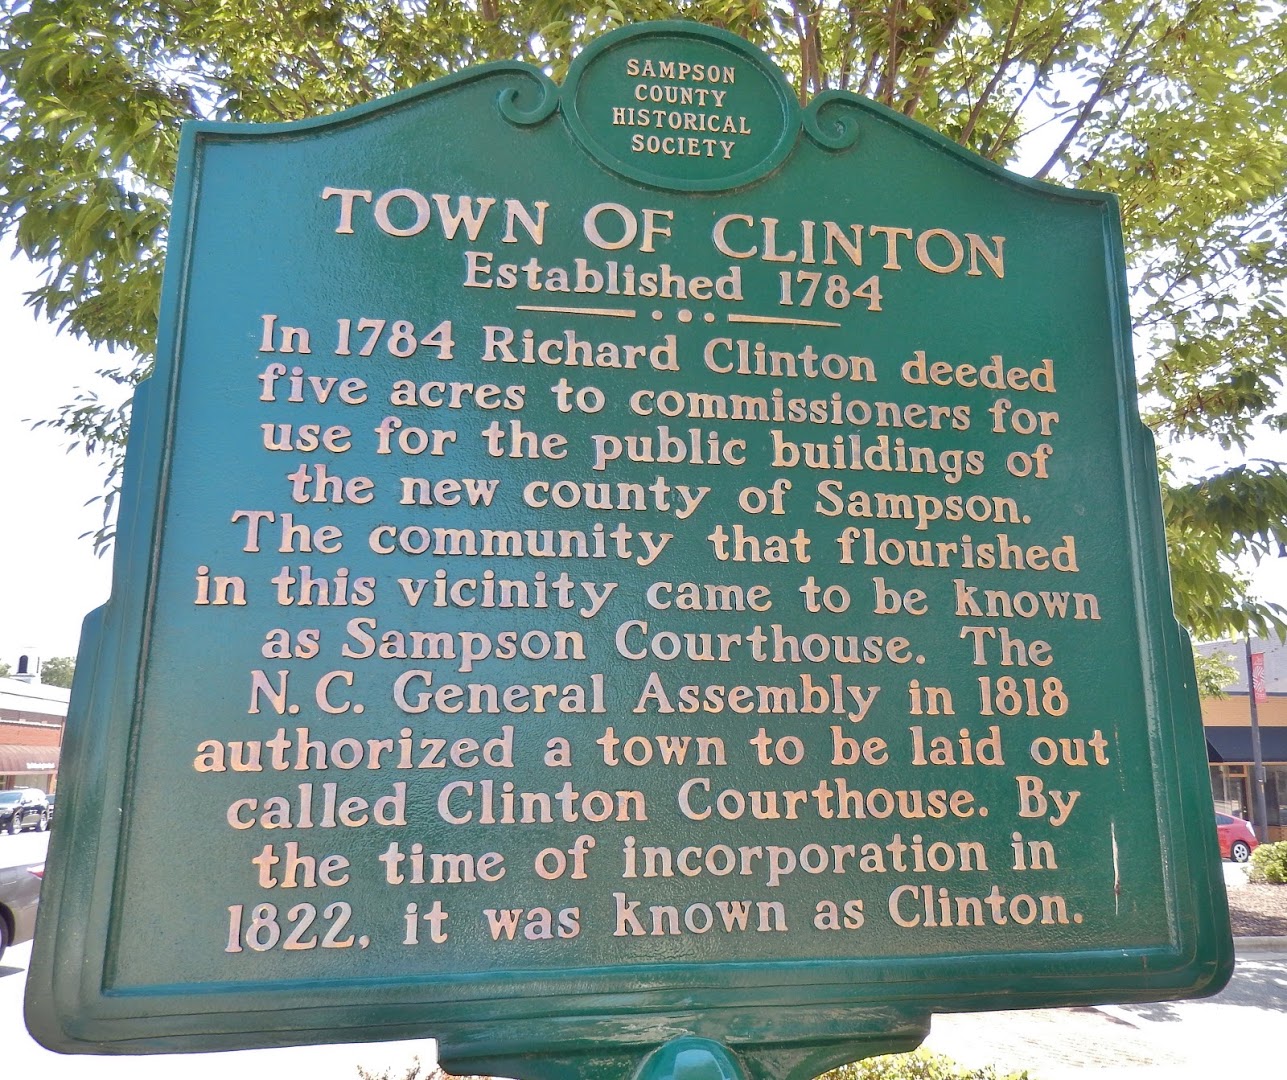 SAMPSON
COUNTY
HISTORICAL
SOCIETY
TOWN OF CLINTON
Established 1784
In 1784 Richard Clinton deeded
five acres to commissioners for
use for the public buildings of
the new county of Sampson.
The community that flourished
in this vicinity came to be known
as Sampson Courthouse. The
N.C. General Assembly in 1818
authorized a town to be laid out
called Clinton Courthouse. By
the time of incorporation in
1822, it was known as Clinton.